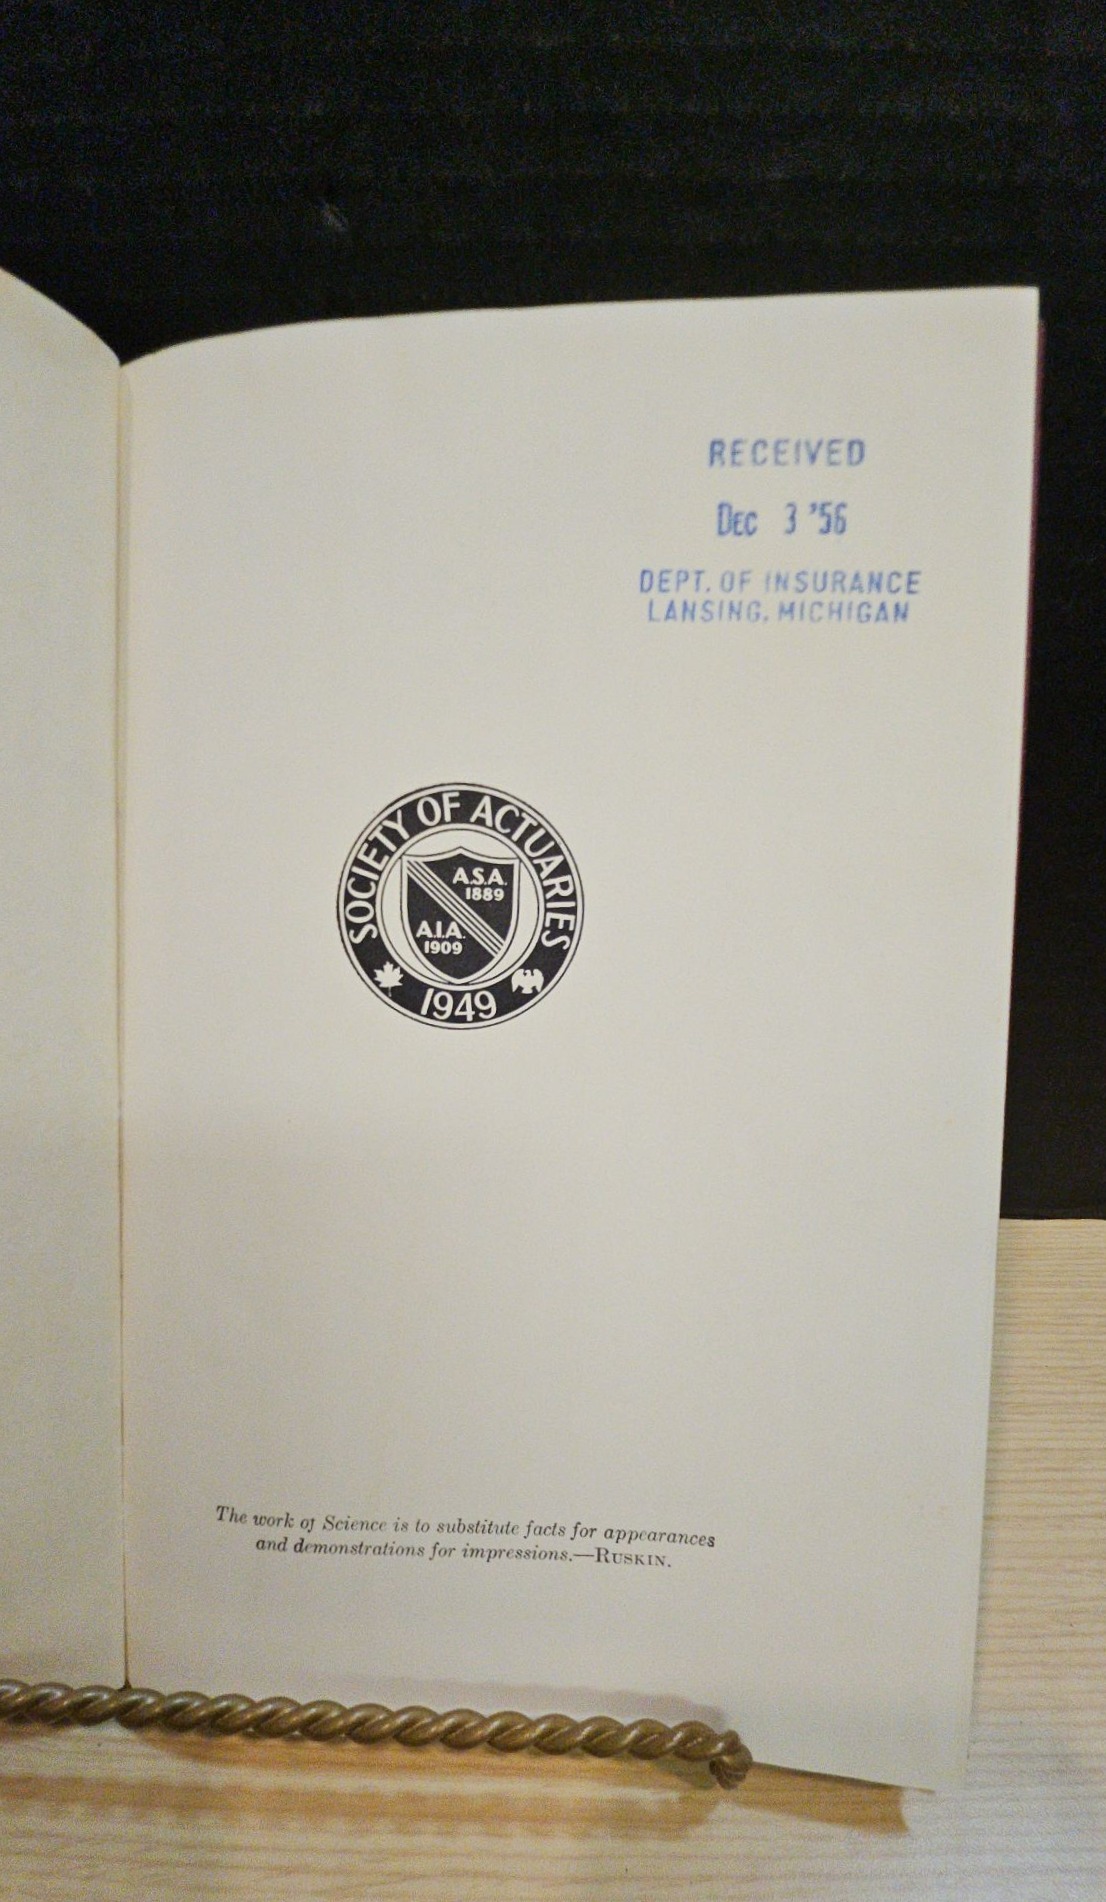 RECEIVED
DEC 3 '56
DEPT. OF INSURANCE
LANSING, MICHIGAN
SOCIETY OF ACTUARIES
A.S.A.
1889
A.I.A.
1909
1949
The work of Science is to substitute facts for appearances
and demonstrations for impressions.—RUSKIN.